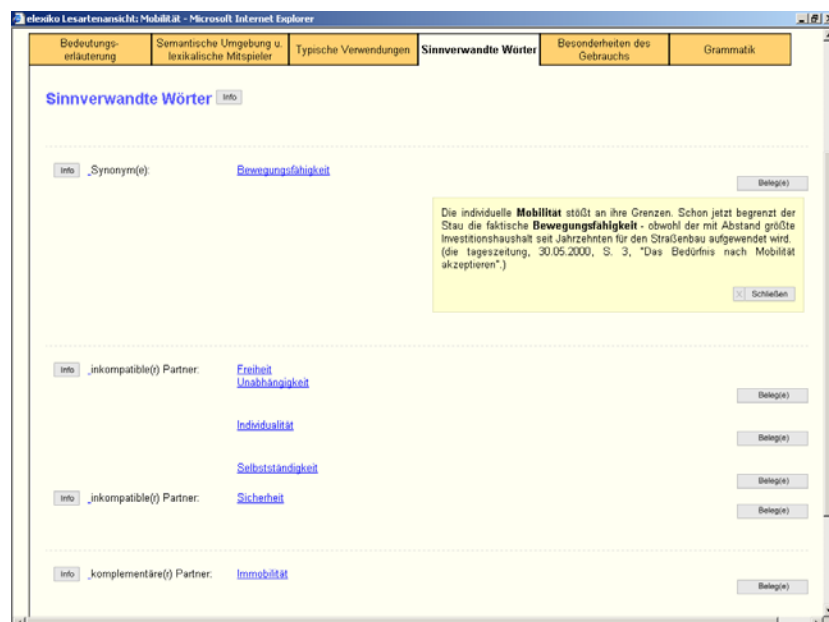 elexiko Lesartenansicht: Mobilität - Microsoft Internet Explorer
Bedeutungs-
erläuterung
Semantische Umgebung u.
lexikalische Mitspieler
Typische Verwendungen
Sinnverwandte Wörter
Besonderheiten des
Gebrauchs
Grammatik
Sinnverwandte Wörter Info
Info _Synonym(e): Bewegungsfähigkeit
Beleg(e)
Die individuelle Mobilität stößt an ihre Grenzen. Schon jetzt begrenzt der
Stau die faktische Bewegungsfähigkeit - obwohl der mit Abstand größte
Investitionshaushalt seit Jahrzehnten für den Straßenbau aufgewendet wird.
(die tageszeitung, 30.05.2000, S. 3, "Das Bedürfnis nach Mobilität
akzeptieren".)
Schließen
Info _inkompatible(r) Partner: Freiheit
Unabhängigkeit
Beleg(e)
Individualität
Beleg(e)
Selbstständigkeit
Beleg(e)
Info _inkompatible(r) Partner: Sicherheit
Beleg(e)
Info _komplementäre(r) Partner: Immobilität
Beleg(e)